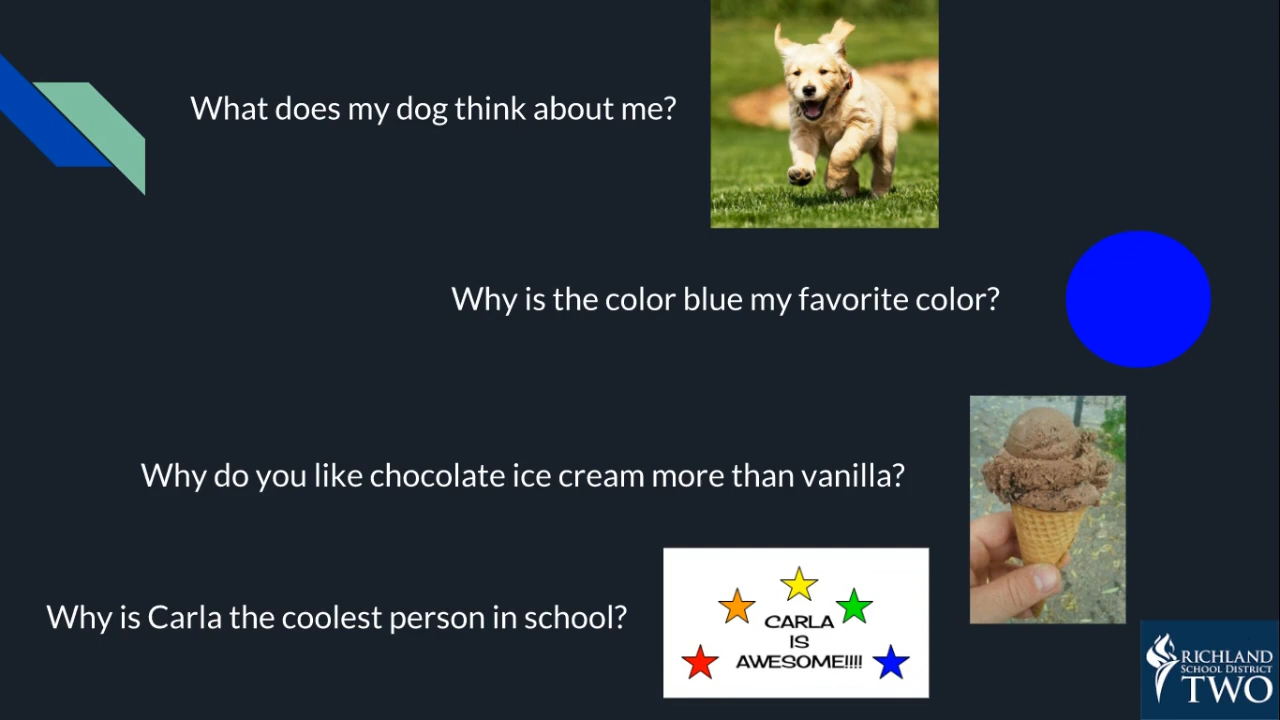 What does my dog think about me?
Why is the color blue my favorite color?
Why do you like chocolate ice cream more than vanilla?
Why is Carla the coolest person in school?
CARLA
IS
AWESOME!!!!
RICHLAND
SCHOOL DISTRICT
TWO